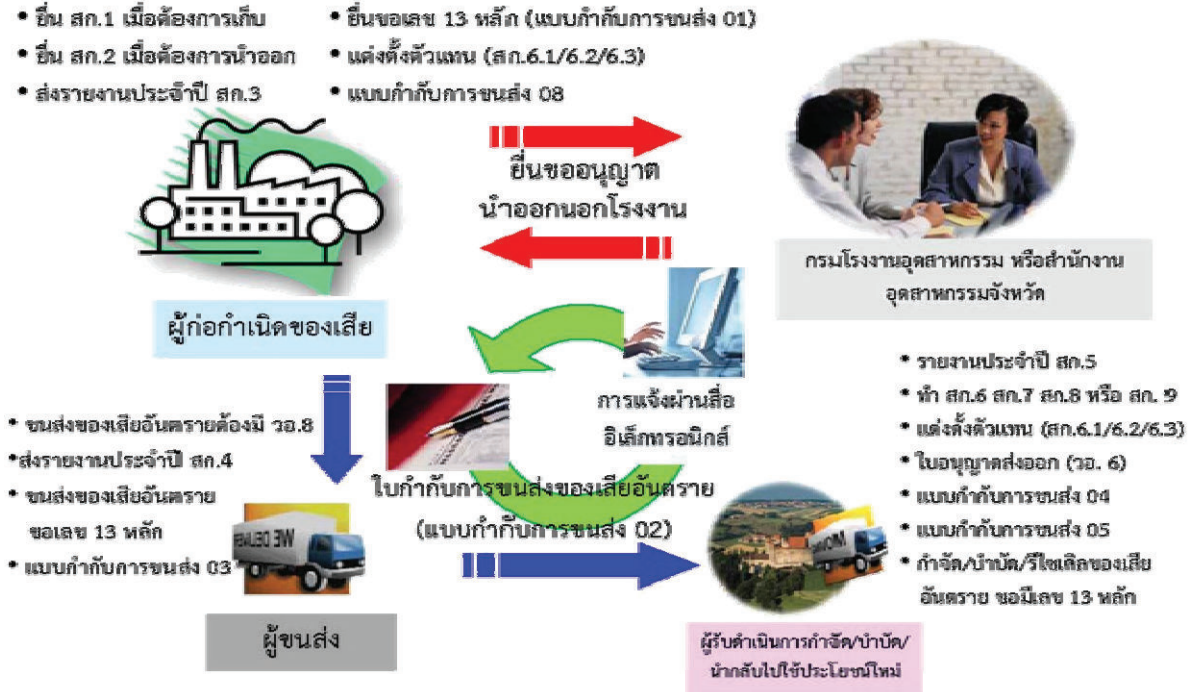 • ยื่น สก.1 เมื่อต้องการเก็บ
• ยื่น สก.2 เมื่อต้องการนำออก
• ส่งรายงานประจำปี สก.3
• ยื่นขอเลข 13 หลัก (แบบกำกับการขนส่ง 01)
• แต่งตั้งตัวแทน (สก.6.1/6.2/6.3)
• แบบกำกับการขนส่ง 08
ยื่นขออนุญาต
นำออกนอกโรงงาน
กรมโรงงานอุตสาหกรรม หรือสำนักงาน
อุตสาหกรรมจังหวัด
ผู้ก่อกำเนิดของเสีย
การแจ้งผ่านสื่อ
อิเล็กทรอนิกส์
ใบกำกับการขนส่งของเสียอันตราย
(แบบกำกับการขนส่ง 02)
• ขนส่งของเสียอันตรายต้องมี วอ.8
•ส่งรายงานประจำปี สก.4
• ขนส่งของเสียอันตราย
ขอเลข 13 หลัก
• แบบกำกับการขนส่ง 03
WE DELIVER
ผู้ขนส่ง
• รายงานประจำปี สก.5
• ทำ สก.6 สก.7 สก.8 หรือ สก. 9
• แต่งตั้งตัวแทน (สก.6.1/6.2/6.3)
• ใบอนุญาตส่งออก (วอ. 6)
• แบบกำกับการขนส่ง 04
• แบบกำกับการขนส่ง 05
• กำจัด/บำบัด/รีไซเคิลของเสีย
อันตราย ขอมีเลข 13 หลัก
ผู้รับดำเนินการกำจัด/บำบัด/
นำกลับไปใช้ประโยชน์ใหม่